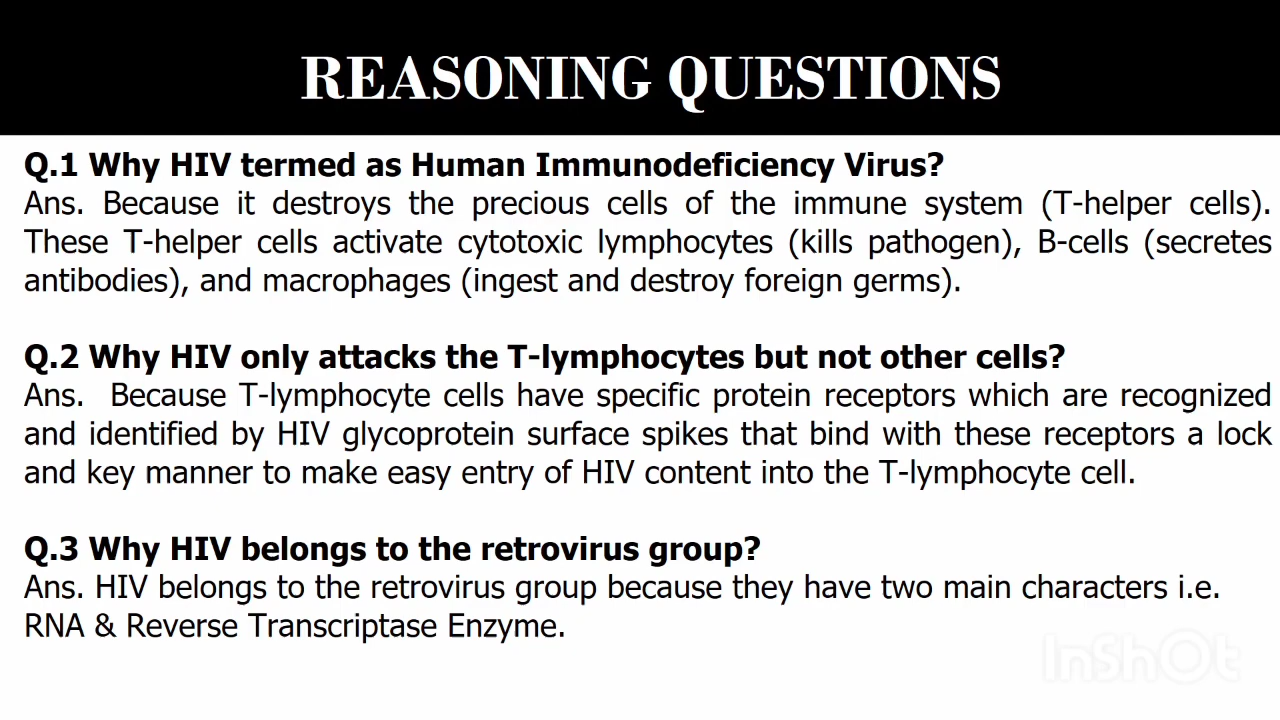 REASONING QUESTIONS
Q.1 Why HIV termed as Human Immunodeficiency Virus?
Ans. Because it destroys the precious cells of the immune system (T-helper cells).
These T-helper cells activate cytotoxic lymphocytes (kills pathogen), B-cells (secretes
antibodies), and macrophages (ingest and destroy foreign germs).
Q.2 Why HIV only attacks the T-lymphocytes but not other cells?
Ans. Because T-lymphocyte cells have specific protein receptors which are recognized
and identified by HIV glycoprotein surface spikes that bind with these receptors a lock
and key manner to make easy entry of HIV content into the T-lymphocyte cell.
Q.3 Why HIV belongs to the retrovirus group?
Ans. HIV belongs to the retrovirus group because they have two main characters i.e.
RNA & Reverse Transcriptase Enzyme.
InShOt